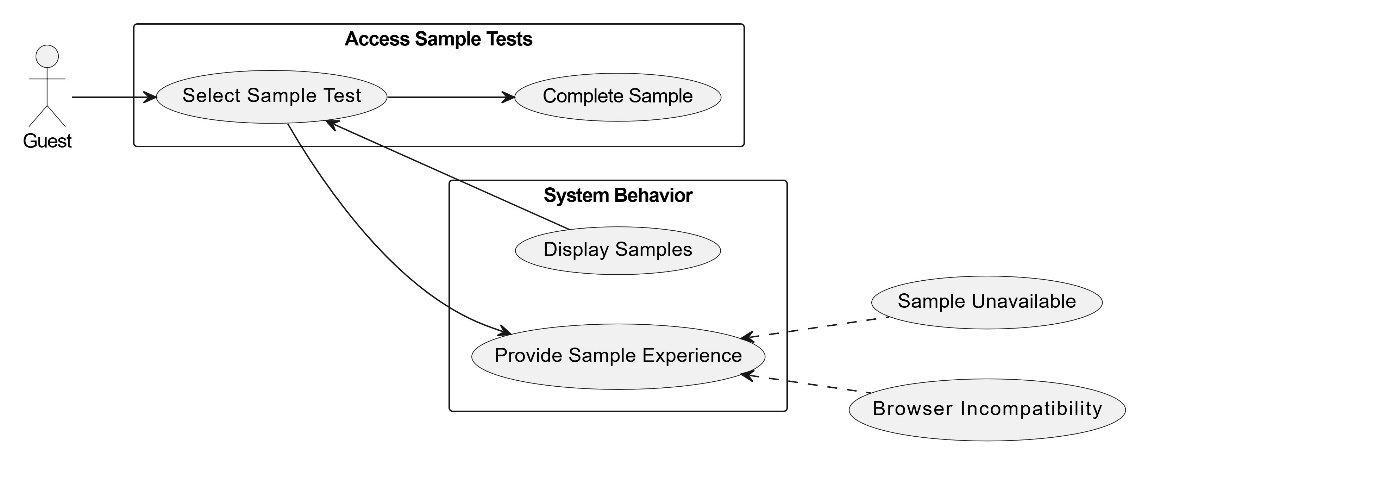 Access Sample Tests
Select Sample Test
Complete Sample
Guest
System Behavior
Display Samples
Sample Unavailable
Provide Sample Experience
Browser Incompatibility